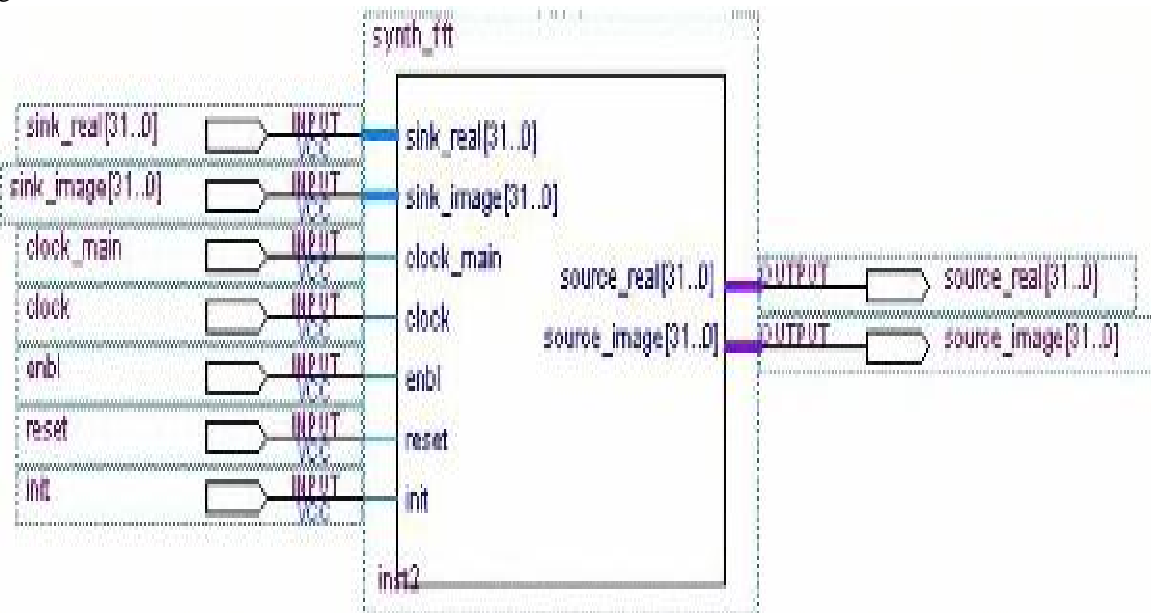 synth_fft
sink_real[31..0] INPUT VCC sink_real[31..0]
sink_image[31..0] INPUT VCC sink_image[31..0]
clock_main INPUT VCC clock_main
source_real[31..0] OUTPUT source_real[31..0]
clock INPUT VCC clock
source_image[31..0] OUTPUT source_image[31..0]
enbl INPUT VCC enbl
reset INPUT VCC reset
init INPUT VCC init
inst2